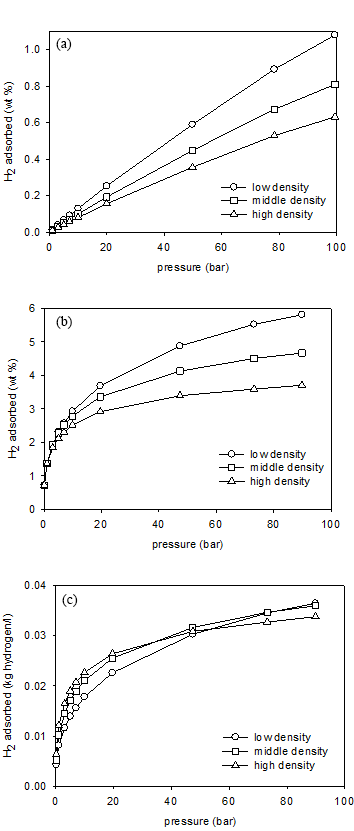 (a)
H2 adsorbed (wt %)
1.0
0.8
0.6
0.4
0.2
0.0
low density
middle density
high density
0 20 40 60 80 100
pressure (bar)
(b)
H2 adsorbed (wt %)
6
5
4
3
2
1
0
low density
middle density
high density
0 20 40 60 80 100
pressure (bar)
(c)
H2 adsorbed (kg hydrogen/l)
0.04
0.03
0.02
0.01
0.00
low density
middle density
high density
0 20 40 60 80 100
pressure (bar)